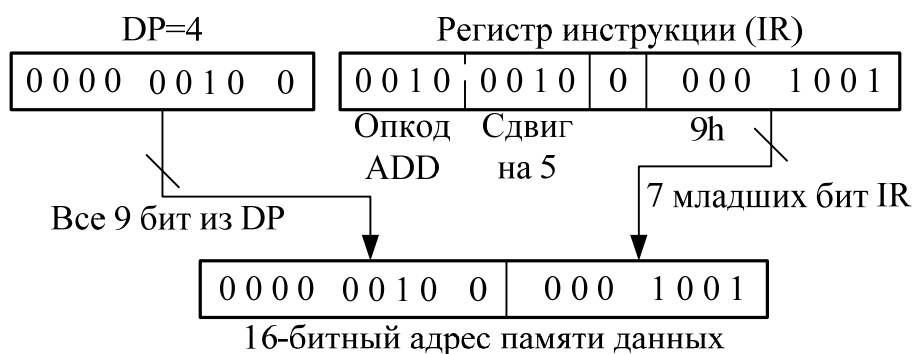 DP=4 Регистр инструкции (IR)
0000 0010 0 0010 0010 0 000 1001
Опкод Сдвиг 9h
ADD на 5
7 младших бит IR
Все 9 бит из DP
0000 0010 0 000 1001
16-битный адрес памяти данных